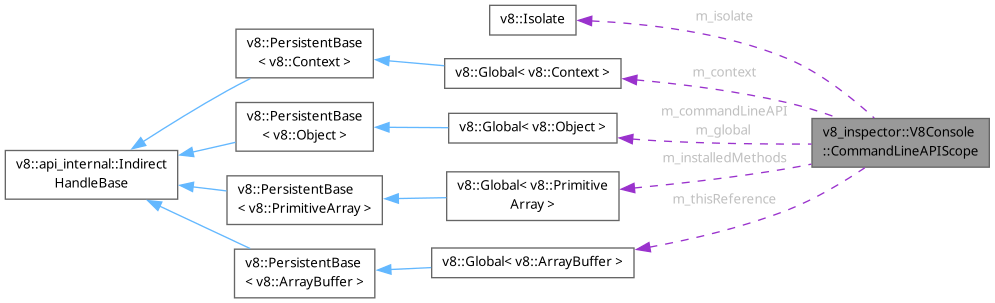 v8::Isolate
m_isolate
v8::PersistentBase
< v8::Context >
v8::Global< v8::Context >
m_context
v8::PersistentBase
< v8::Object >
v8::Global< v8::Object >
m_commandLineAPI
m_global
v8_inspector::V8Console
::CommandLineAPIScope
v8::api_internal::Indirect
HandleBase
m_installedMethods
v8::PersistentBase
< v8::PrimitiveArray >
v8::Global< v8::Primitive
Array >
m_thisReference
v8::PersistentBase
< v8::ArrayBuffer >
v8::Global< v8::ArrayBuffer >